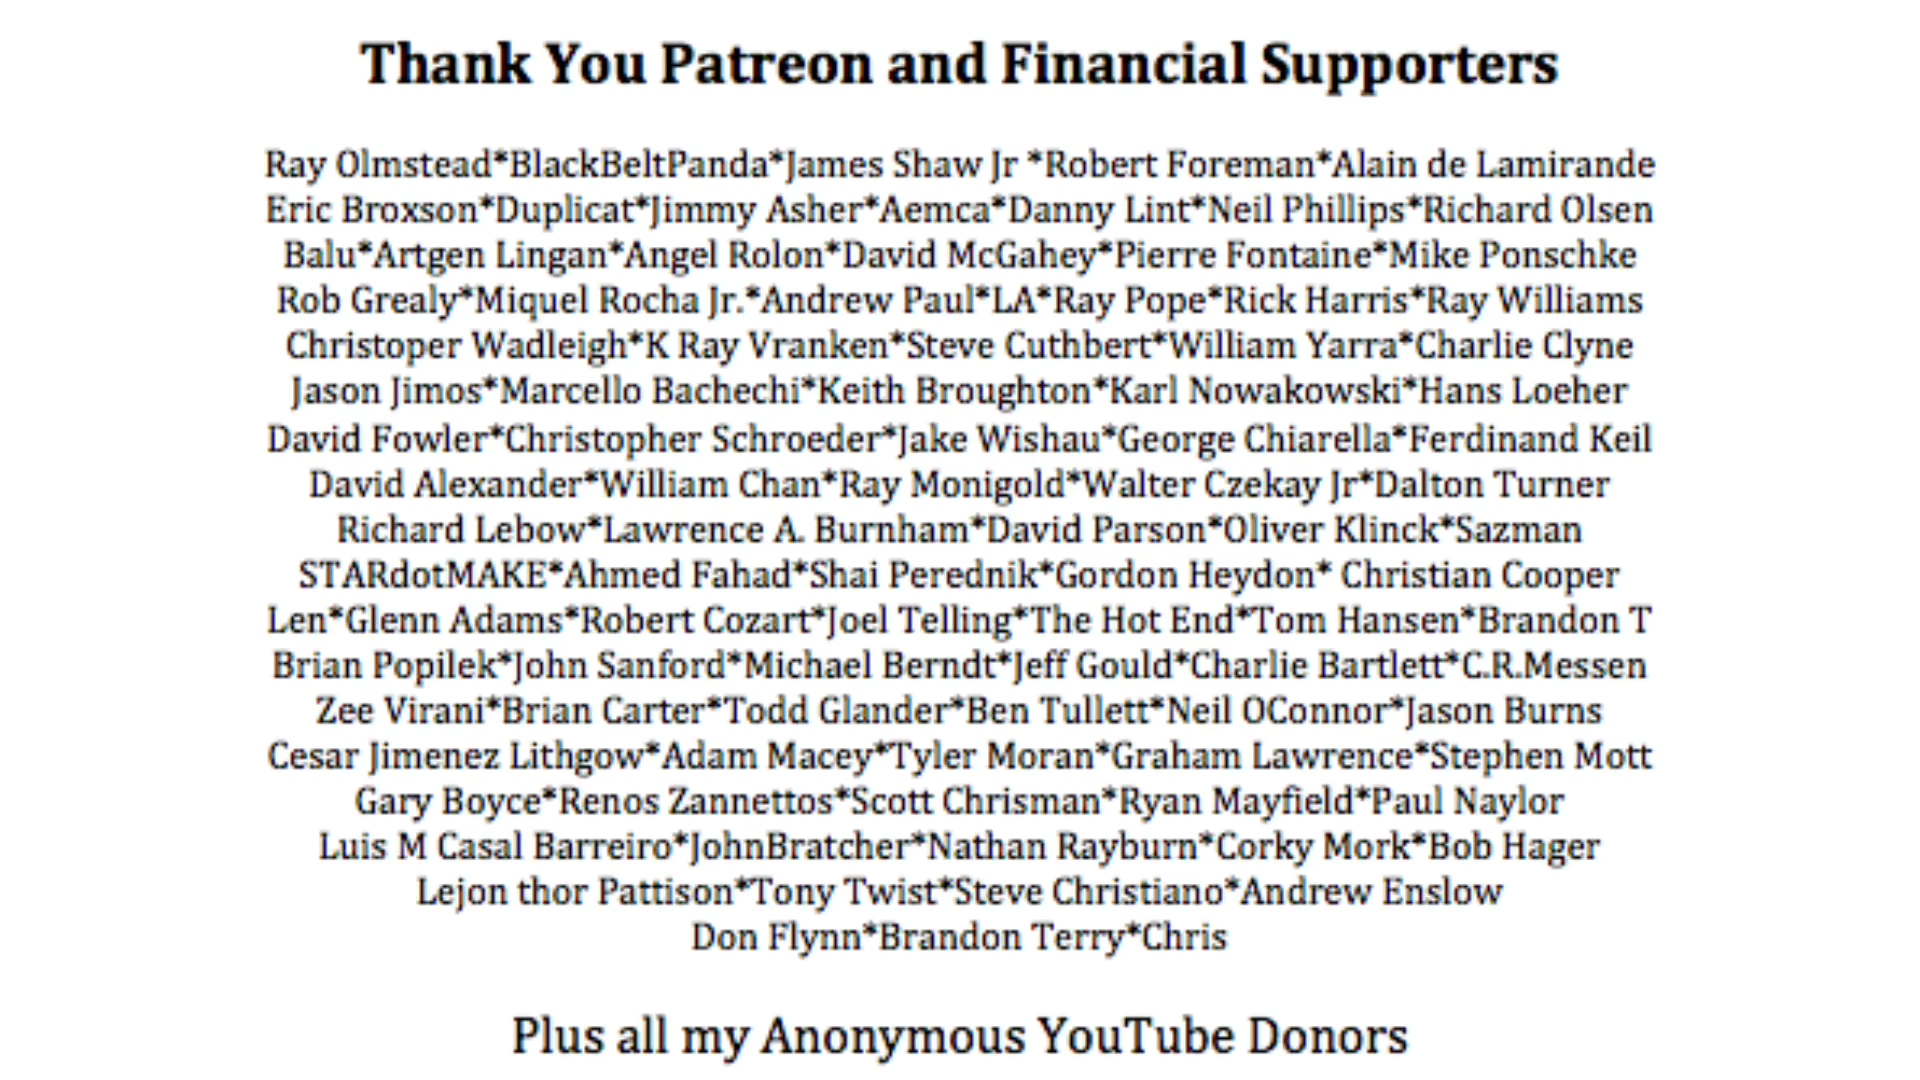 Thank You Patreon and Financial Supporters
Ray Olmstead*BlackBeltPanda*James Shaw Jr *Robert Foreman*Alain de Lamirande
Eric Broxson*Duplicat*Jimmy Asher*Aemca*Danny Lint*Neil Phillips*Richard Olsen
Balu*Artgen Lingan*Angel Rolon*David McGahey*Pierre Fontaine*Mike Ponschke
Rob Grealy*Miquel Rocha Jr.*Andrew Paul*LA*Ray Pope*Rick Harris*Ray Williams
Christoper Wadleigh*K Ray Vranken*Steve Cuthbert*William Yarra*Charlie Clyne
Jason Jimos*Marcello Bachechi*Keith Broughton*Karl Nowakowski*Hans Loeher
David Fowler*Christopher Schroeder*Jake Wishau*George Chiarella*Ferdinand Keil
David Alexander*William Chan*Ray Monigold*Walter Czekay Jr*Dalton Turner
Richard Lebow*Lawrence A. Burnham*David Parson*Oliver Klinck*Sazman
STARdotMAKE*Ahmed Fahad*Shai Perednik*Gordon Heydon* Christian Cooper
Len*Glenn Adams*Robert Cozart*Joel Telling*The Hot End*Tom Hansen*Brandon T
Brian Popilek*John Sanford*Michael Berndt*Jeff Gould*Charlie Bartlett*C.R.Messen
Zee Virani*Brian Carter*Todd Glander*Ben Tullett*Neil OConnor*Jason Burns
Cesar Jimenez Lithgow*Adam Macey*Tyler Moran*Graham Lawrence*Stephen Mott
Gary Boyce*Renos Zannettos*Scott Chrisman*Ryan Mayfield*Paul Naylor
Luis M Casal Barreiro*JohnBratcher*Nathan Rayburn*Corky Mork*Bob Hager
Lejon thor Pattison*Tony Twist*Steve Christiano*Andrew Enslow
Don Flynn*Brandon Terry*Chris
Plus all my Anonymous YouTube Donors